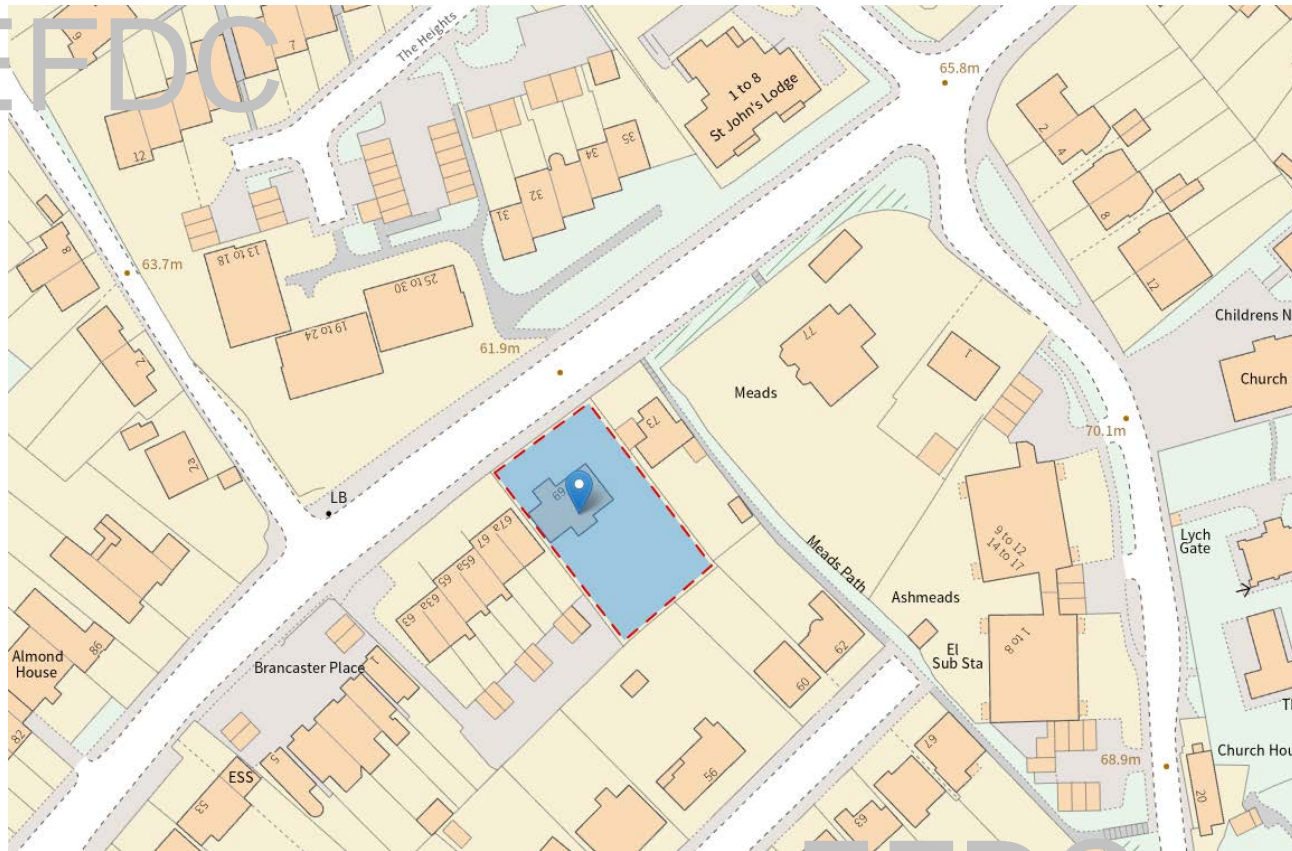 EFDC
9
7
The Heights
12
1 to 8
St John's Lodge
65.8m
2
4
8
12
35
34
32
31
13 to 18
25 to 30
19 to 24
63.7m
8
2
2a
61.9m
LB
77
1
Meads
73
69
Childrens N
Church
70.1m
67a
67
65a
65
63a
63
9 to 12
14 to 17
Lych
Gate
Meads Path
Ashmeads
El
Sub Sta
1 to 8
Almond
House
86
82
Brancaster Place
1
5
ESS
53
62
60
56
67
63
68.9m
Church Hou
20
EFDC